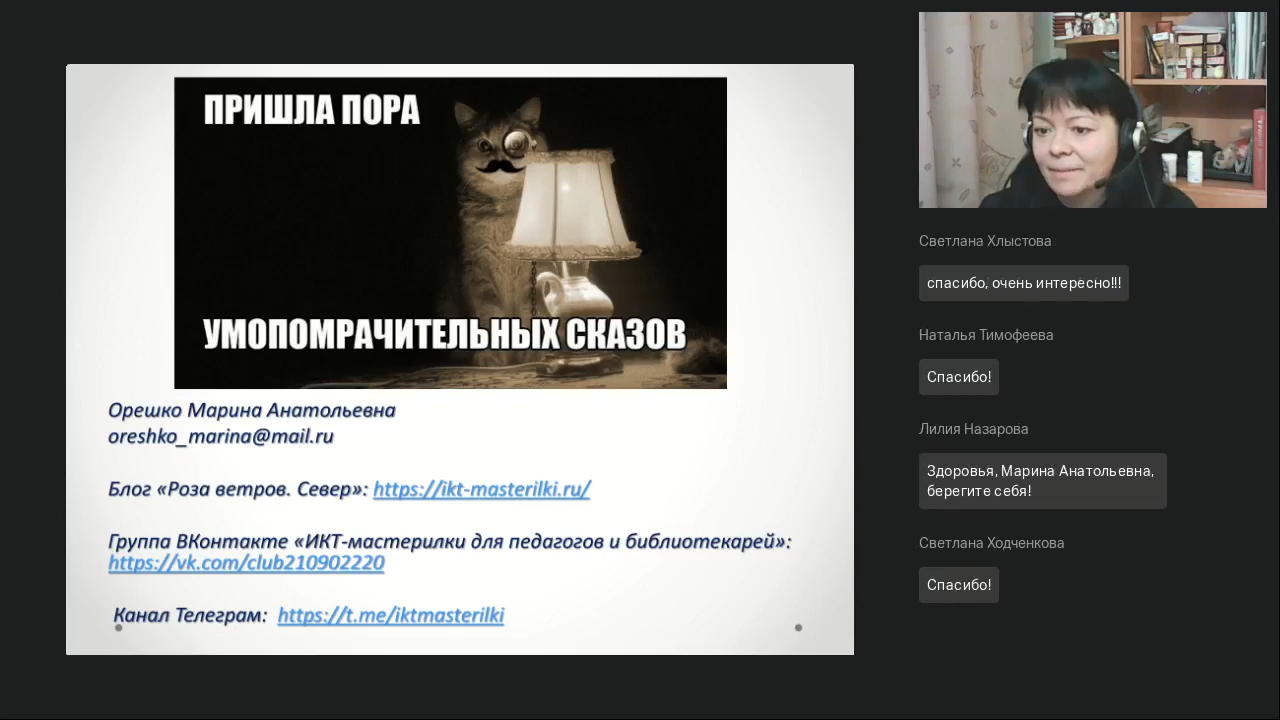 ПРИШЛА ПОРА
УМОПОМРАЧИТЕЛЬНЫХ СКАЗОВ
Орешко Марина Анатольевна
oreshko_marina@mail.ru
Блог «Роза ветров. Север»: https://ikt-masterilki.ru/
Группа ВКонтакте «ИКТ-мастерилки для педагогов и библиотекарей»:
https://vk.com/club210902220
Канал Телеграм: https://t.me/iktmasterilki
Светлана Хлыстова
спасибо, очень интересно!!!
Наталья Тимофеева
Спасибо!
Лилия Назарова
Здоровья, Марина Анатольевна,
берегите себя!
Светлана Ходченкова
Спасибо!